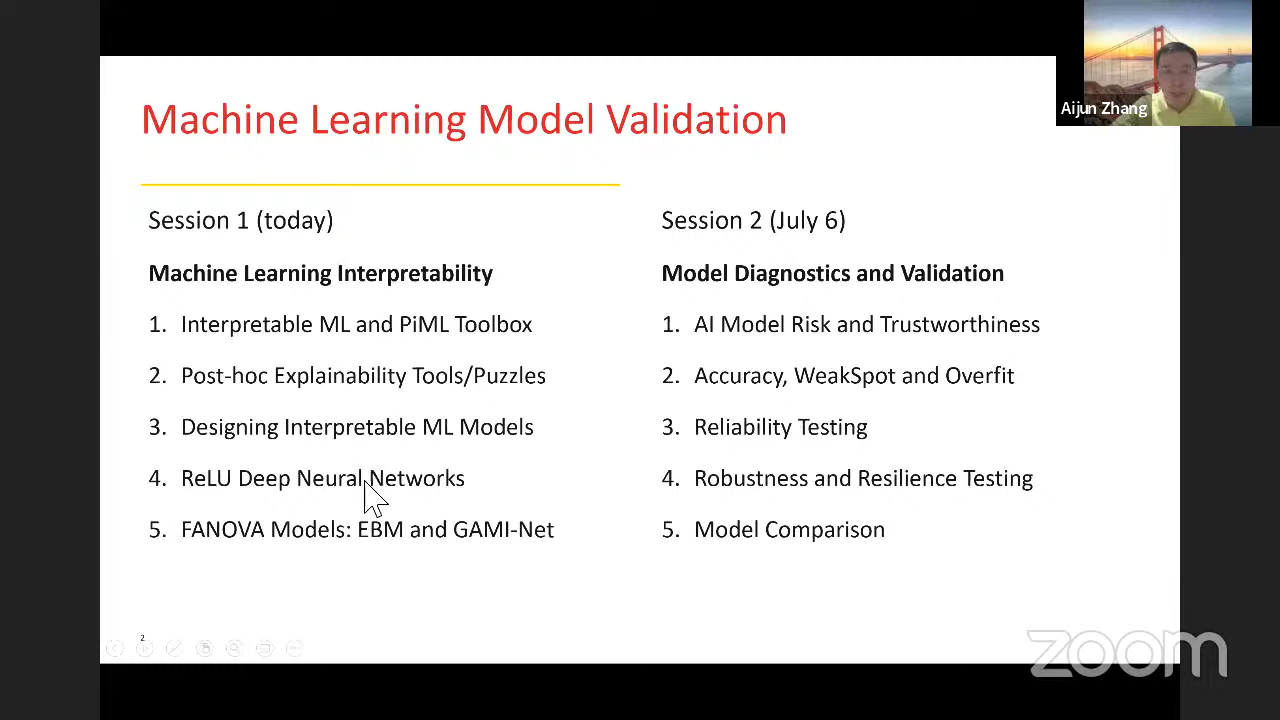 Machine Learning Model Validation
Aijun Zhang
Session 1 (today)
Machine Learning Interpretability
1. Interpretable ML and PiML Toolbox
2. Post-hoc Explainability Tools/Puzzles
3. Designing Interpretable ML Models
4. ReLU Deep Neural Networks
5. FANOVA Models: EBM and GAMI-Net
Session 2 (July 6)
Model Diagnostics and Validation
1. AI Model Risk and Trustworthiness
2. Accuracy, WeakSpot and Overfit
3. Reliability Testing
4. Robustness and Resilience Testing
5. Model Comparison
2
zoom